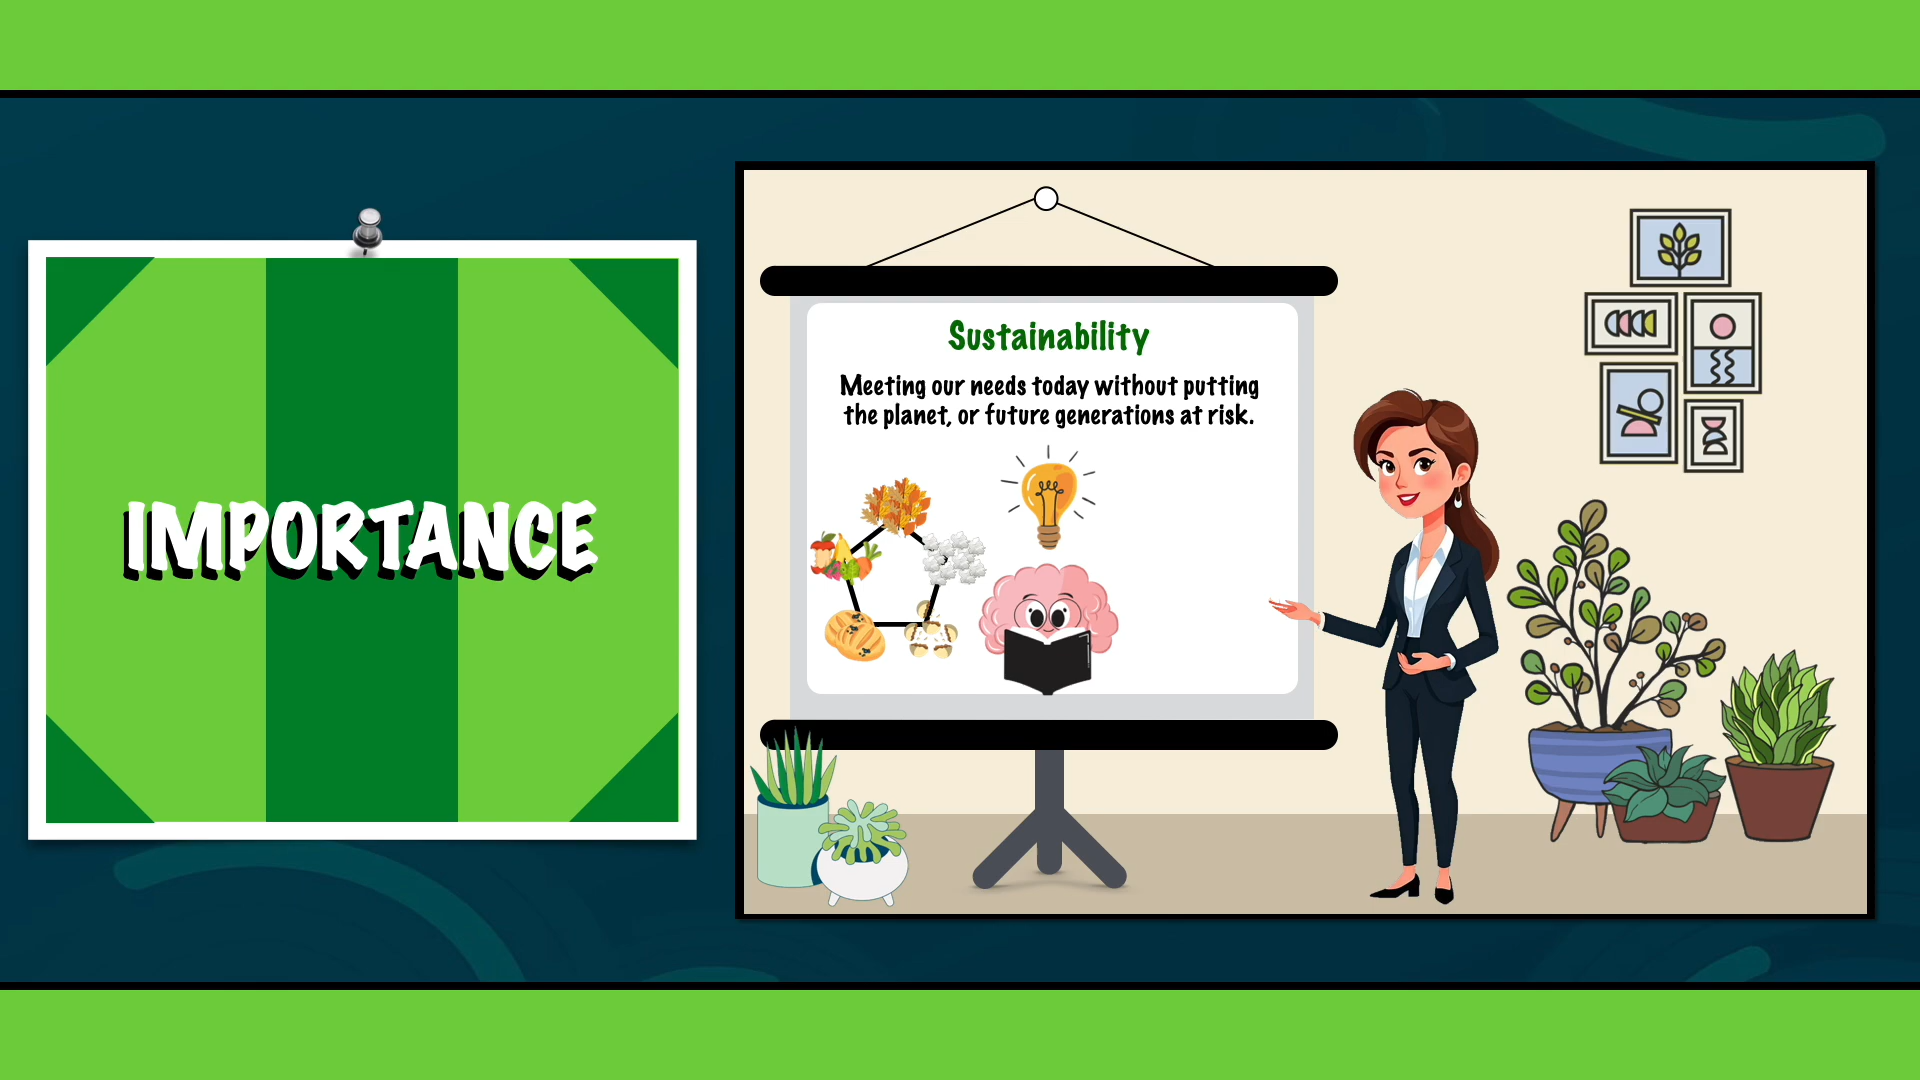 IMPORTANCE
Sustainability
Meeting our needs today without putting
the planet, or future generations at risk.